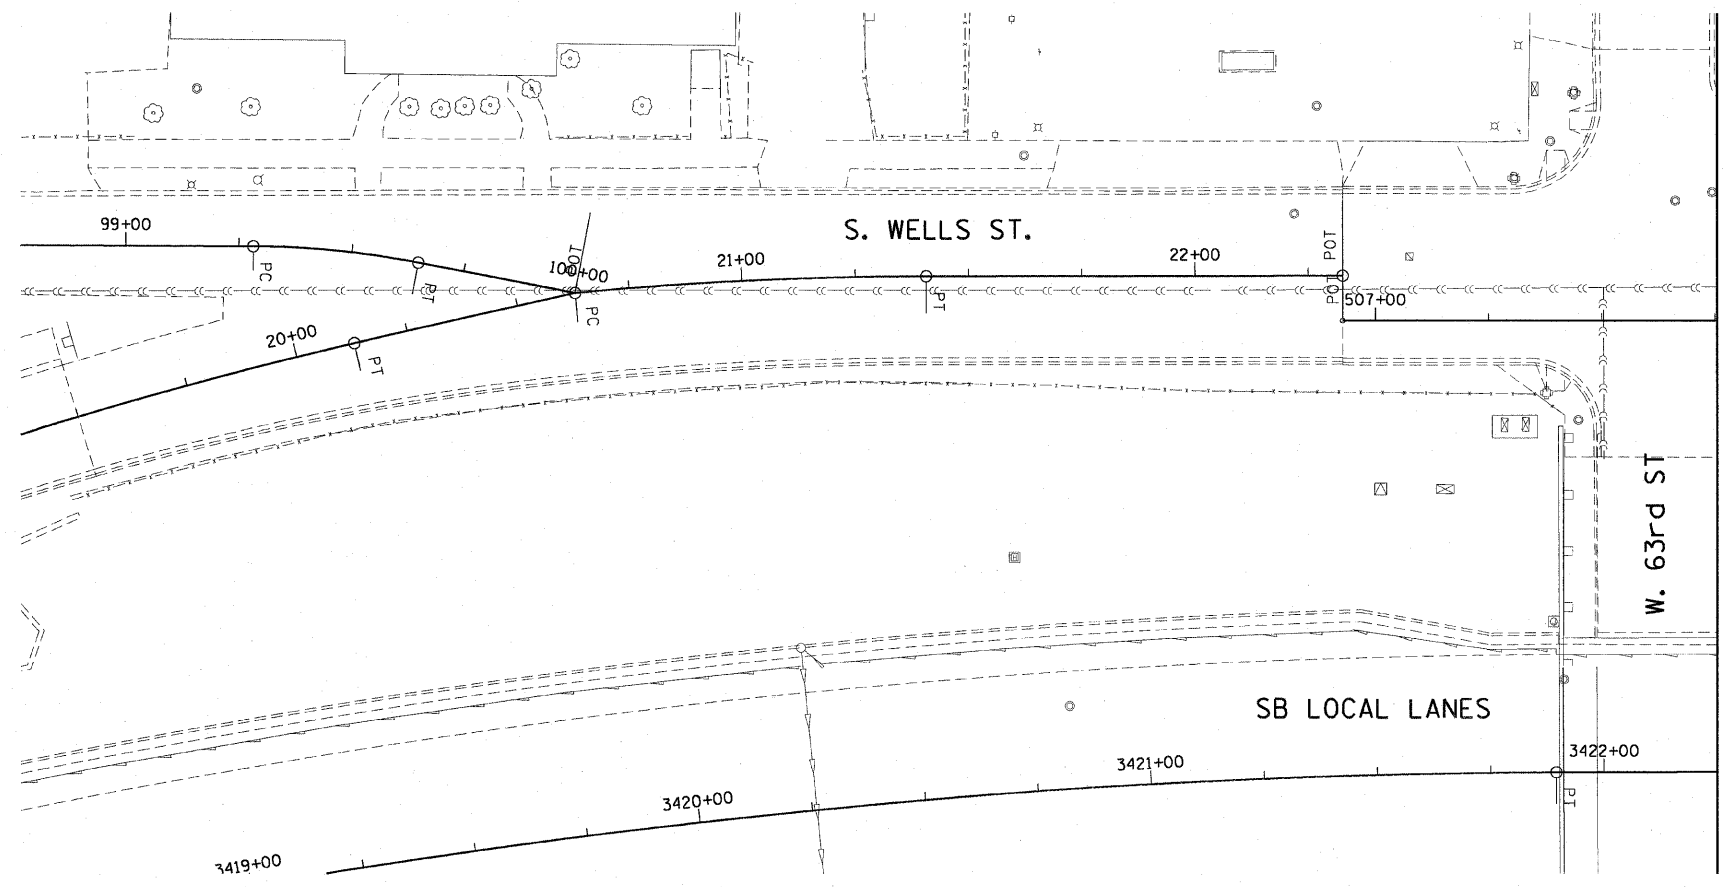 S. WELLS ST.
99+00
POT
100+00
21+00
22+00
POT
PC
PT
PC
PT
POT
507+00
20+00
PT
W. 63rd ST
SB LOCAL LANES
3422+00
3421+00
3420+00
PT
3419+00